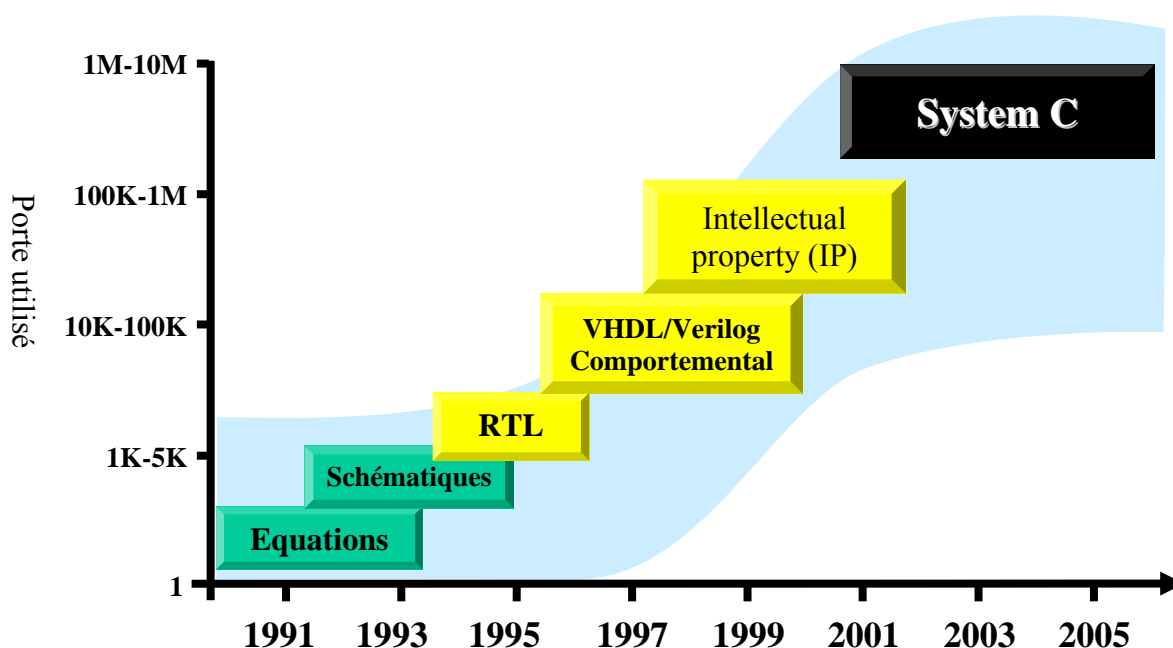 1M-10M
System C
100K-1M
Intellectual
property (IP)
Porte utilisé
10K-100K
VHDL/Verilog
Comportemental
RTL
1K-5K
Schématiques
Equations
1
1991
1993
1995
1997
1999
2001
2003
2005